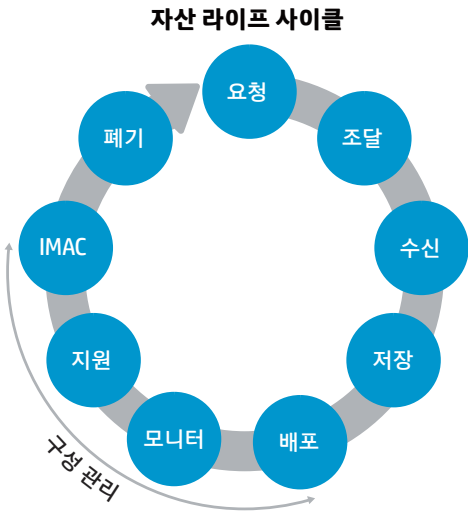 자산 라이프 사이클
요청
조달
수신
저장
배포
모니터
지원
IMAC
폐기
구성 관리